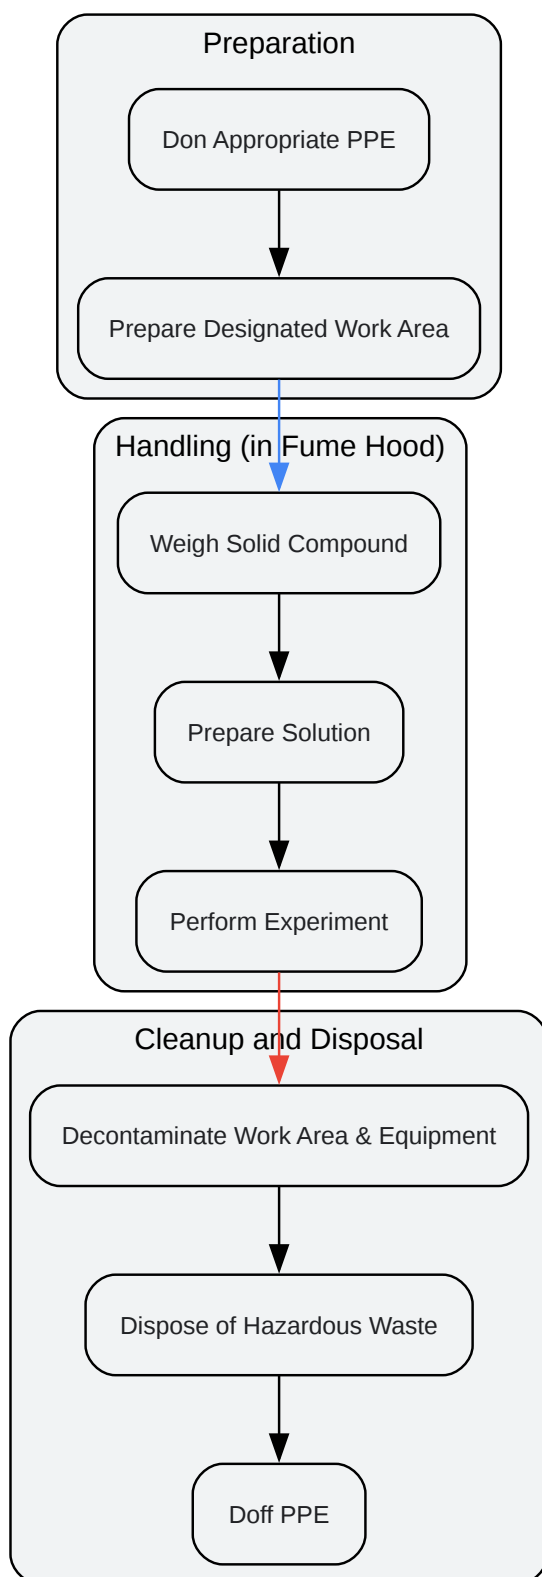 Preparation
Don Appropriate PPE
Prepare Designated Work Area
Handling (in Fume Hood)
Weigh Solid Compound
Prepare Solution
Perform Experiment
Cleanup and Disposal
Decontaminate Work Area & Equipment
Dispose of Hazardous Waste
Doff PPE